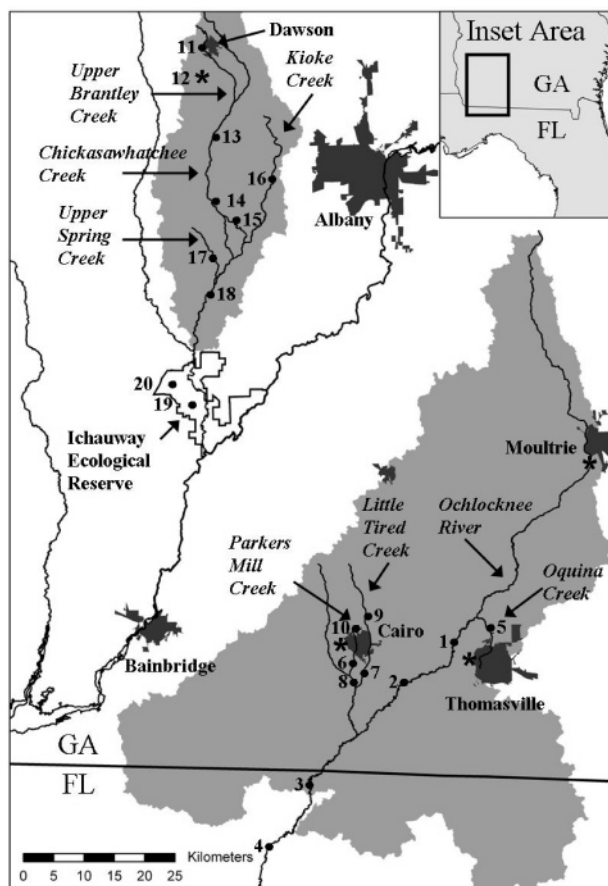 Inset Area
GA
FL
11
Dawson
Kioke
Creek
12 *
Upper
Brantley
Creek
13
Chickasawhatchee
Creek
16
14
15
Albany
Upper
Spring
Creek
17
18
20
19
Ichauway
Ecological
Reserve
Moultrie
*
Little
Tired
Creek
Ochlocknee
River
Parkers
Mill
Creek
Oquina
Creek
9
10
Cairo
*
5
1
*
6
7
8
2
Bainbridge
Thomasville
GA
FL
3
4
Kilometers
0 5 10 15 20 25